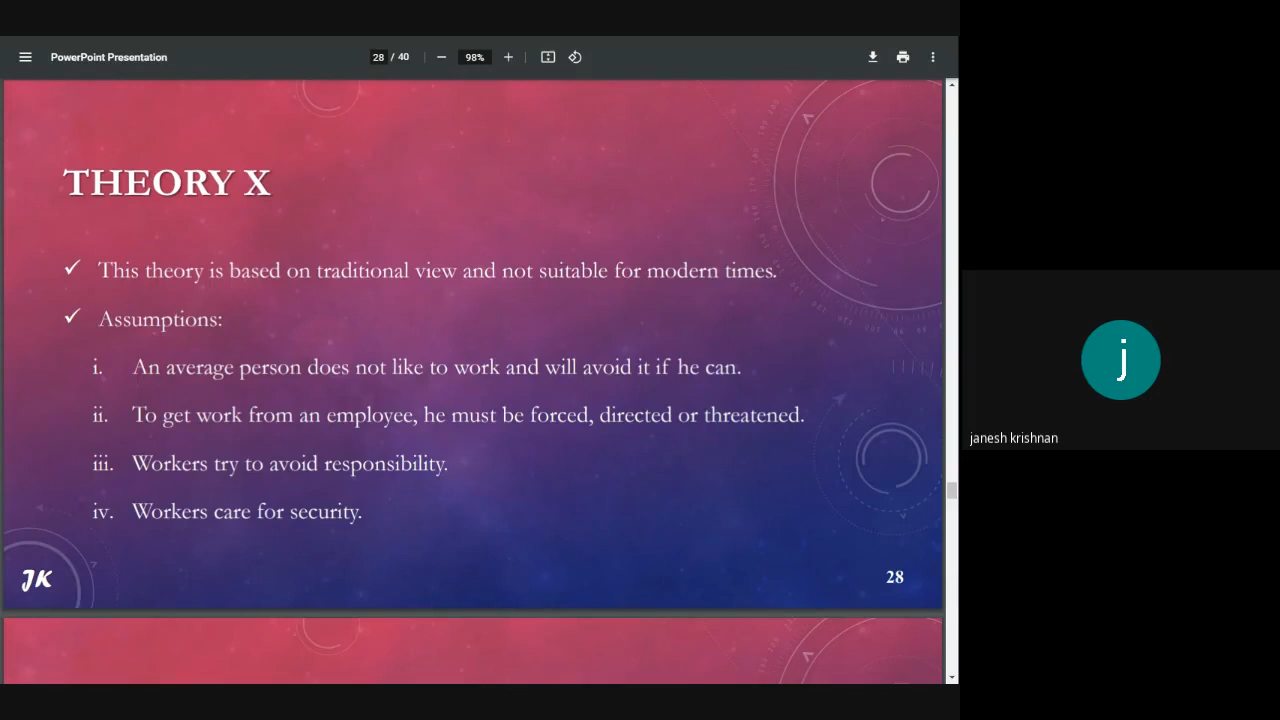 PowerPoint Presentation
28 / 40
98%
THEORY X
✓ This theory is based on traditional view and not suitable for modern times.
✓ Assumptions:
i. An average person does not like to work and will avoid it if he can.
ii. To get work from an employee, he must be forced, directed or threatened.
iii. Workers try to avoid responsibility.
iv. Workers care for security.
JK
28
j
janesh krishnan